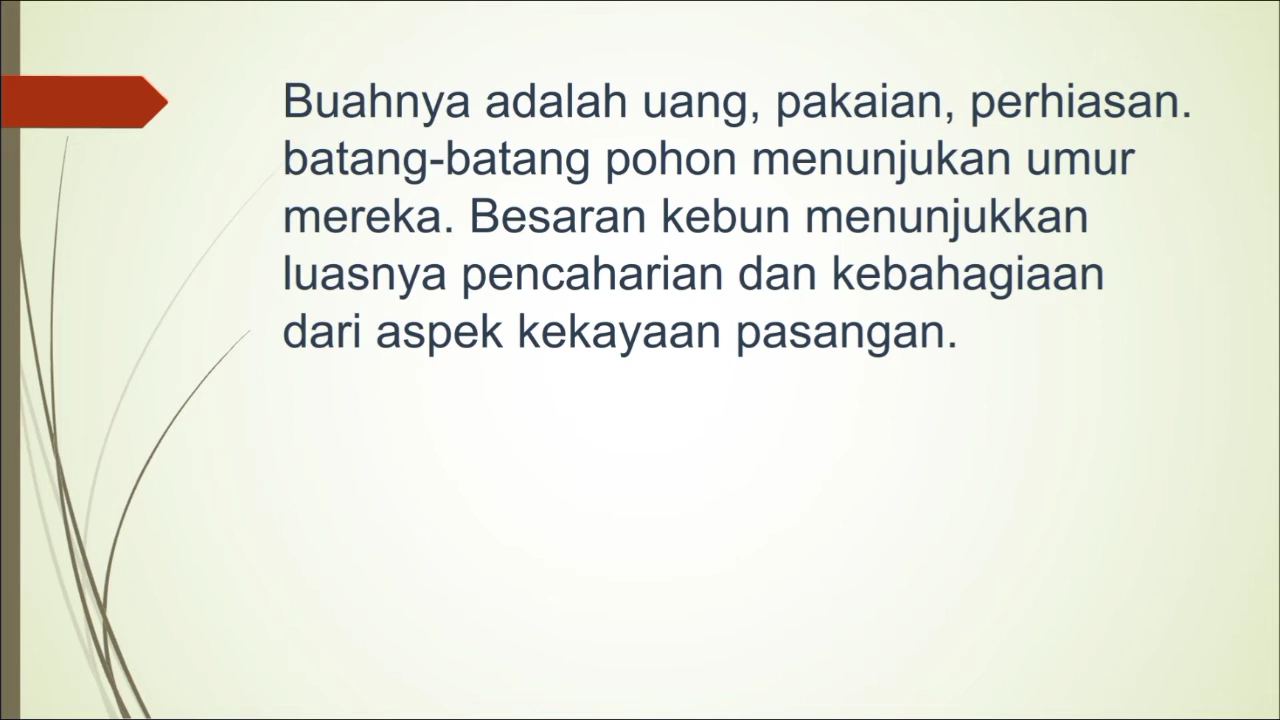 Buahnya adalah uang, pakaian, perhiasan.
batang-batang pohon menunjukan umur
mereka. Besaran kebun menunjukkan
luasnya pencaharian dan kebahagiaan
dari aspek kekayaan pasangan.